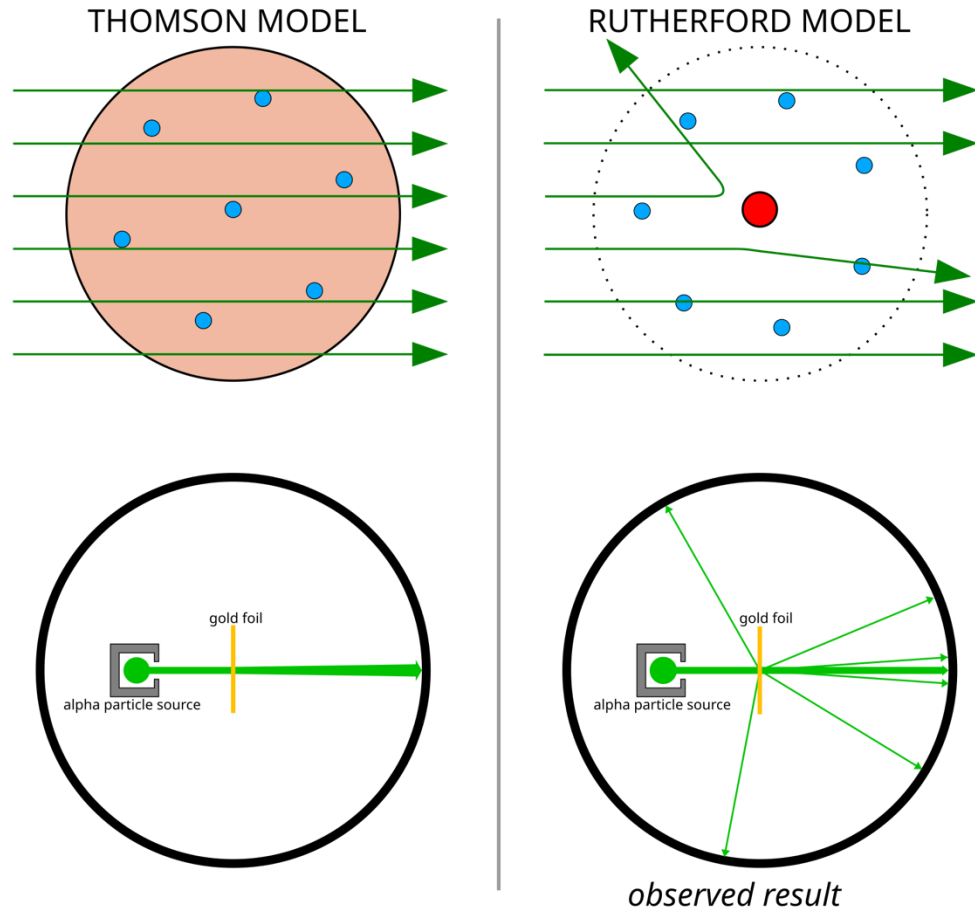 THOMSON MODEL
RUTHERFORD MODEL
gold foil
alpha particle source
gold foil
alpha particle source
observed result